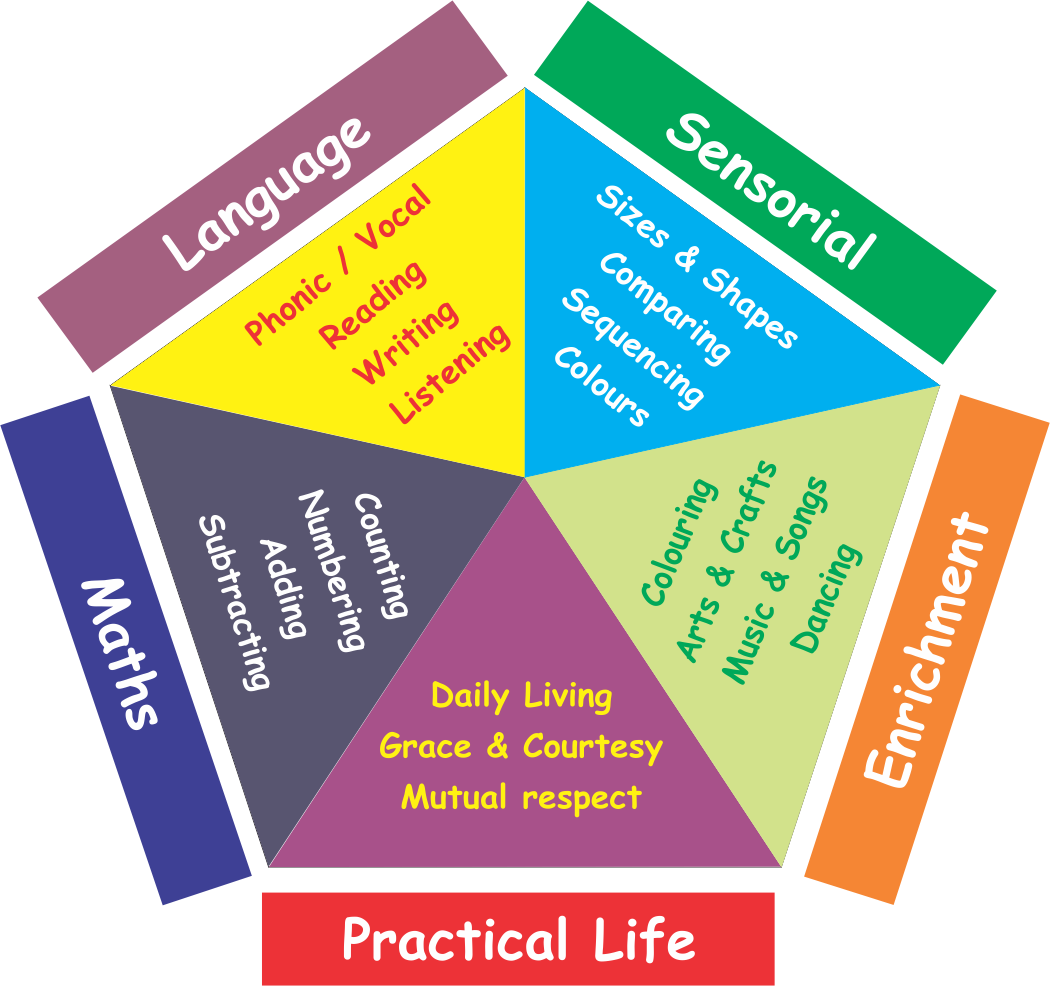 Language
Phonic / Vocal
Reading
Writing
Listening
Sensorial
Sizes & Shapes
Comparing
Sequencing
Colours
Enrichment
Colouring
Arts & Crafts
Music & Songs
Dancing
Practical Life
Daily Living
Grace & Courtesy
Mutual respect
Maths
Counting
Numbering
Adding
Subtracting